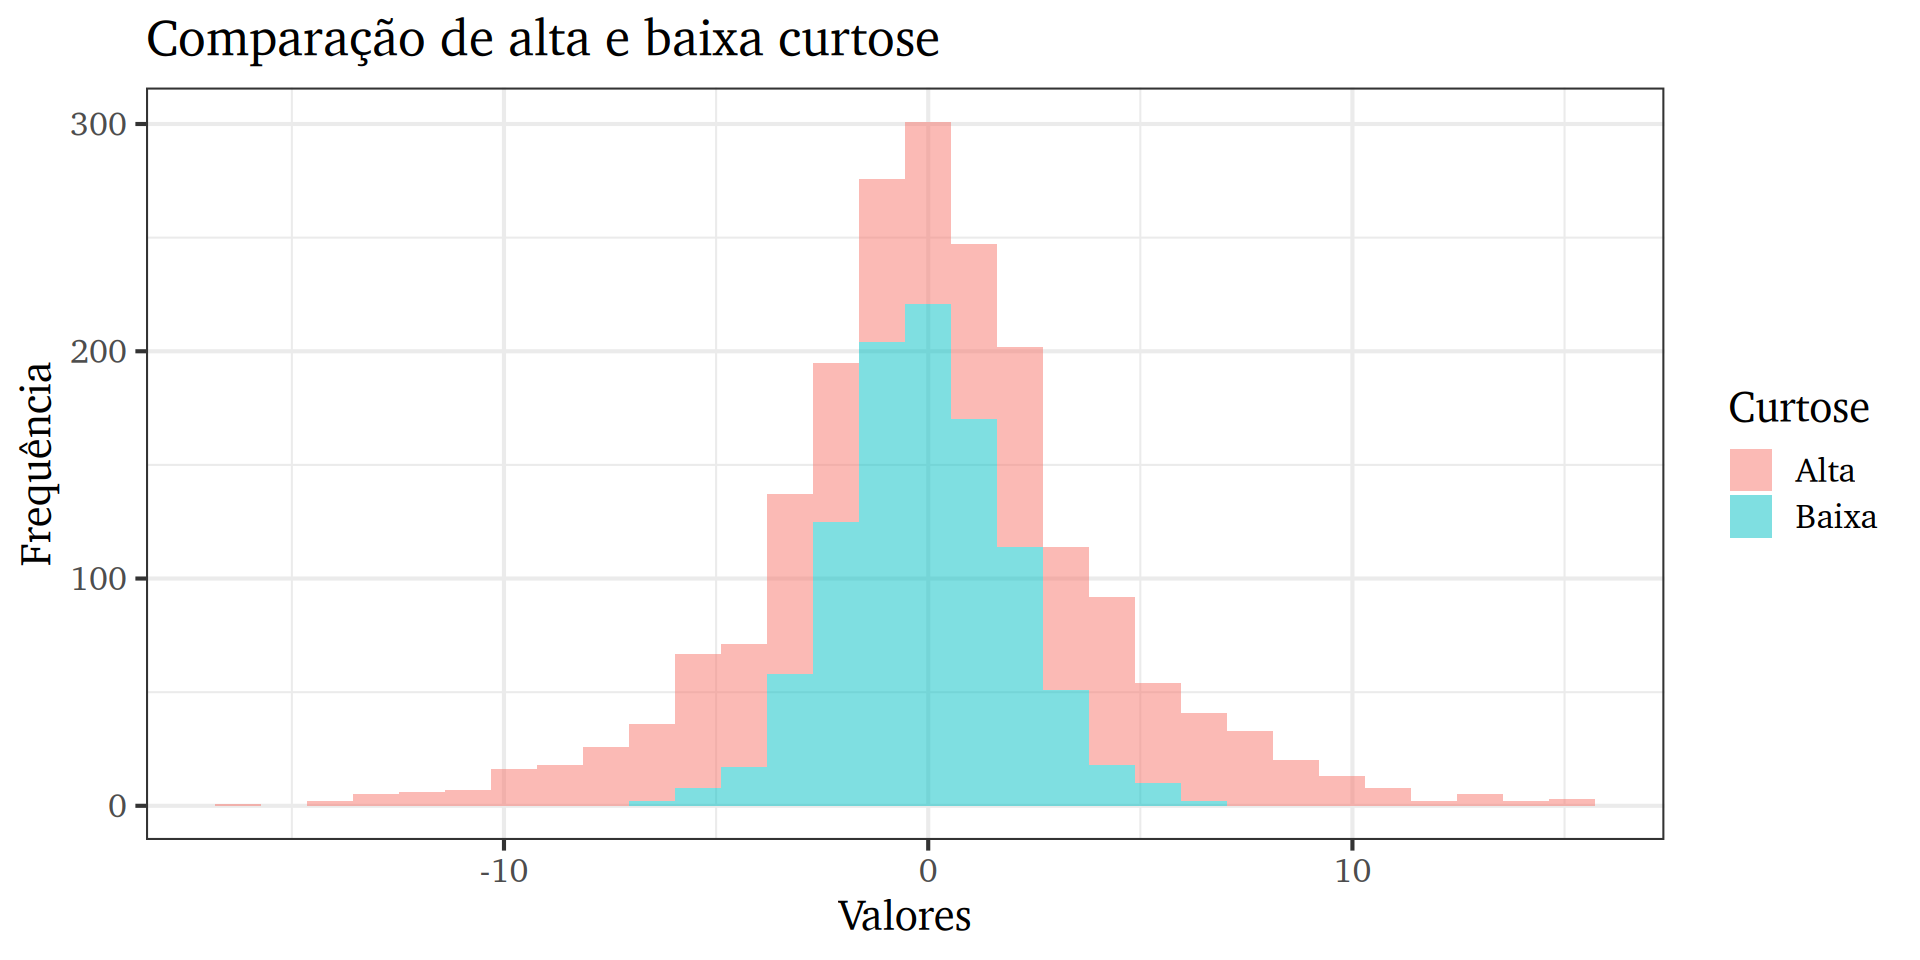 Comparação de alta e baixa curtose
300
200
100
0
Frequência
-10
0
10
Valores
Curtose
Alta
Baixa